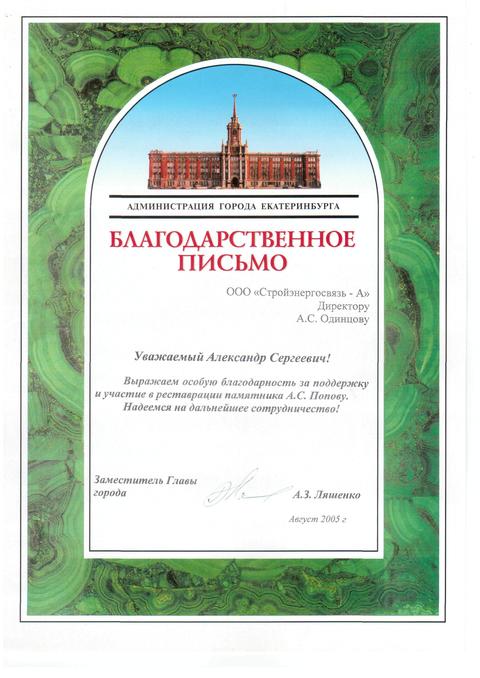 АДМИНИСТРАЦИЯ ГОРОДА ЕКАТЕРИНБУРГА
БЛАГОДАРСТВЕННОЕ
ПИСЬМО
ООО «Стройэнергосвязь - А»
Директору
А.С. Одинцову
Уважаемый Александр Сергеевич!
Выражаем особую благодарность за поддержку
и участие в реставрации памятника А.С. Попову.
Надеемся на дальнейшее сотрудничество!
Заместитель Главы
города
А.З. Ляшенко
Август 2005 г